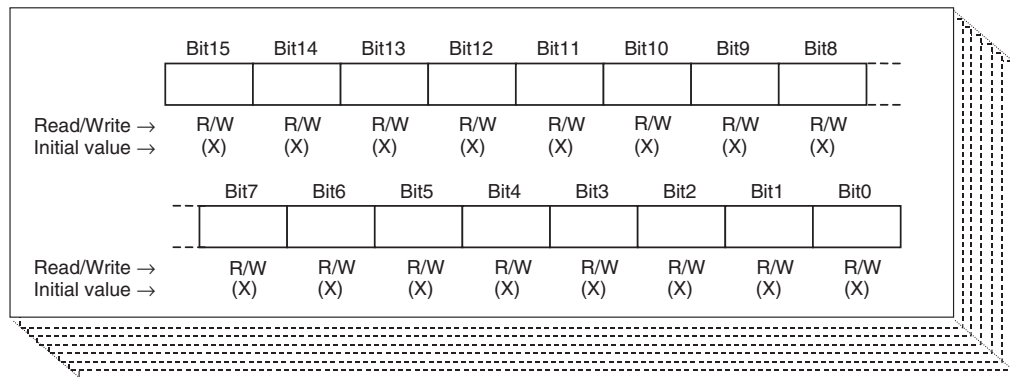 Bit15 Bit14 Bit13 Bit12 Bit11 Bit10 Bit9 Bit8
Read/Write → R/W R/W R/W R/W R/W R/W R/W R/W
Initial value → (X) (X) (X) (X) (X) (X) (X) (X)
Bit7 Bit6 Bit5 Bit4 Bit3 Bit2 Bit1 Bit0
Read/Write → R/W R/W R/W R/W R/W R/W R/W R/W
Initial value → (X) (X) (X) (X) (X) (X) (X) (X)